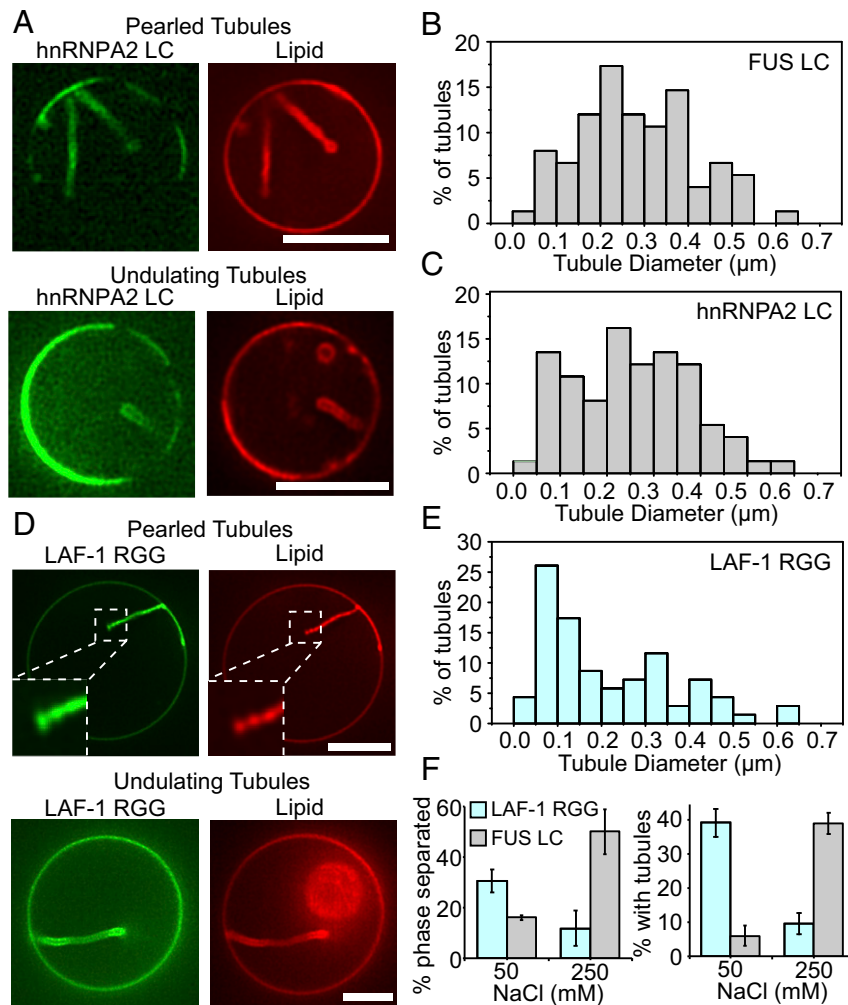 A
Pearled Tubules
hnRNPA2 LC Lipid
Undulating Tubules
hnRNPA2 LC Lipid
B
FUS LC
% of tubules
20
15
10
5
0
0.0 0.1 0.2 0.3 0.4 0.5 0.6 0.7
Tubule Diameter (µm)
C
hnRNPA2 LC
% of tubules
20
15
10
5
0
0.0 0.1 0.2 0.3 0.4 0.5 0.6 0.7
Tubule Diameter (µm)
D
Pearled Tubules
LAF-1 RGG Lipid
Undulating Tubules
LAF-1 RGG Lipid
E
LAF-1 RGG
% of tubules
30
25
20
15
10
5
0
0.0 0.1 0.2 0.3 0.4 0.5 0.6 0.7
Tubule Diameter (µm)
F
LAF-1 RGG
FUS LC
% phase separated
60
40
20
0
50 250
NaCl (mM)
% with tubules
40
30
20
10
0
50 250
NaCl (mM)